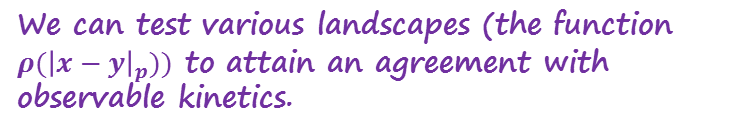 We can test various landscapes (the function
ρ(|x − y|ₚ)) to attain an agreement with
observable kinetics.